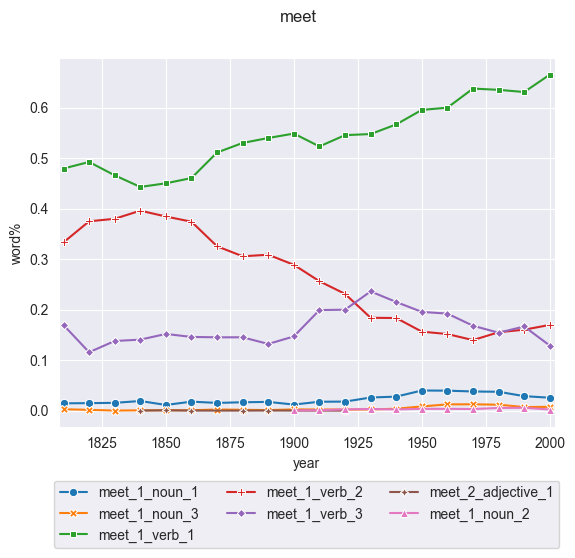 meet
0.6
0.5
0.4
0.3
0.2
0.1
0.0
word%
1825 1850 1875 1900 1925 1950 1975 2000
year
meet_1_noun_1 meet_1_verb_2 meet_2_adjective_1
meet_1_noun_3 meet_1_verb_3 meet_1_noun_2
meet_1_verb_1